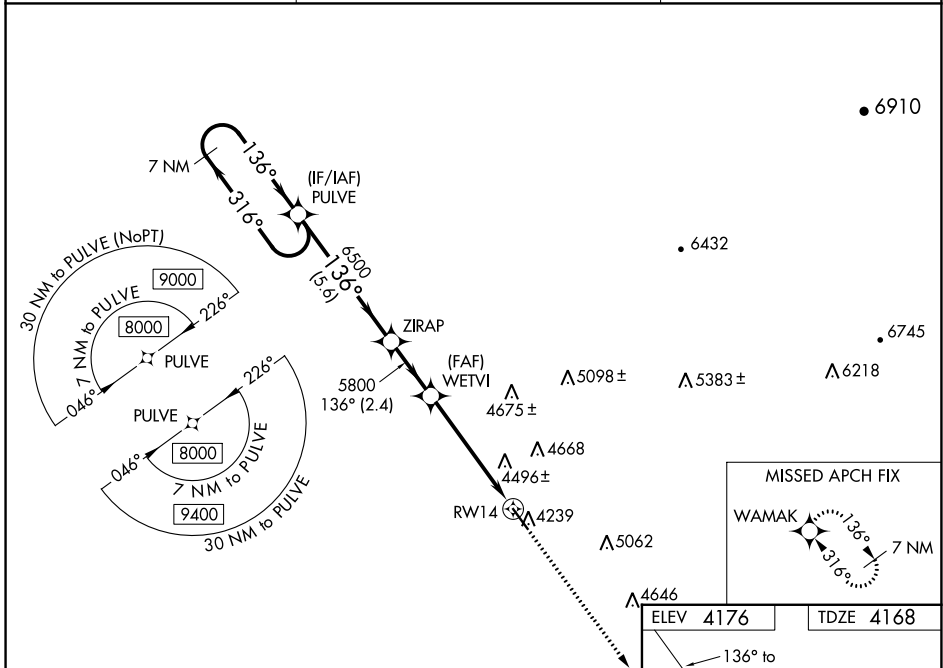 6910
7 NM
136°
316°
(IF/IAF)
PULVE
6500
136°
(5.6)
6432
30 NM to PULVE (NoPT)
9000
7 NM to PULVE
8000
226°
046°
PULVE
ZIRAP
6745
(FAF)
WETVI
5098±
5383±
6218
5800
136° (2.4)
4675±
PULVE
226°
046°
8000
7 NM to PULVE
9400
30 NM to PULVE
4668
4496±
RW14
4239
5062
MISSED APCH FIX
WAMAK
136°
316°
7 NM
4646
ELEV 4176
TDZE 4168
136° to